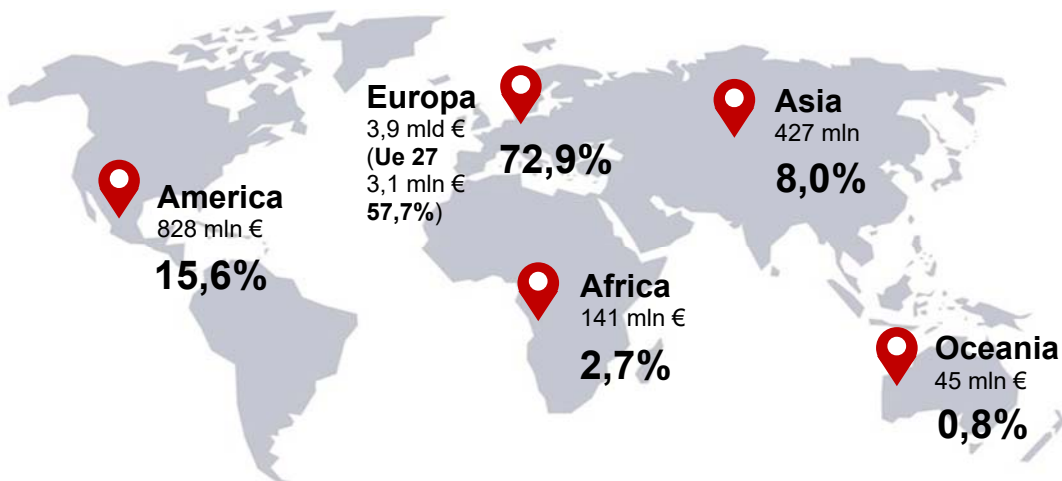 Europa
3,9 mld €
(Ue 27
3,1 mln €
57,7%)
72,9%
Asia
427 mln
8,0%
America
828 mln €
15,6%
Africa
141 mln €
2,7%
Oceania
45 mln €
0,8%